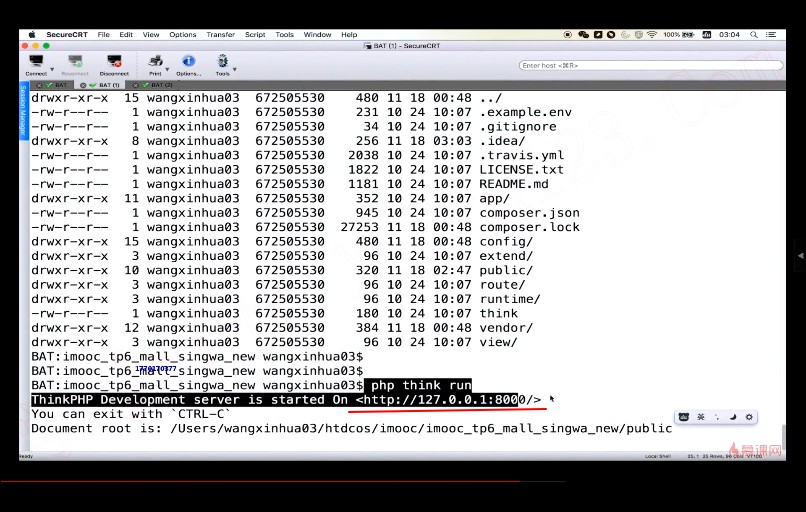 SecureCRT File Edit View Options Transfer Script Tools Window Help 100% 03:04
BAT (1) - SecureCRT
Connect Reconnect Disconnect Print Options... Tools Enter host <⌘R>
BAT BAT (1) BAT (2)
Session Manager
drwxr-xr-x 15 wangxinhua03 672505530 480 11 18 00:48 ../
-rw-r--r-- 1 wangxinhua03 672505530 231 10 24 10:07 .example.env
-rw-r--r-- 1 wangxinhua03 672505530 34 10 24 10:07 .gitignore
drwxr-xr-x 8 wangxinhua03 672505530 256 11 18 03:03 .idea/
-rw-r--r-- 1 wangxinhua03 672505530 2038 10 24 10:07 .travis.yml
-rw-r--r-- 1 wangxinhua03 672505530 1822 10 24 10:07 LICENSE.txt
-rw-r--r-- 1 wangxinhua03 672505530 1181 10 24 10:07 README.md
drwxr-xr-x 11 wangxinhua03 672505530 352 10 24 10:07 app/
-rw-r--r-- 1 wangxinhua03 672505530 945 10 24 10:07 composer.json
-rw-r--r-- 1 wangxinhua03 672505530 27253 11 18 00:48 composer.lock
drwxr-xr-x 15 wangxinhua03 672505530 480 11 18 00:48 config/
drwxr-xr-x 3 wangxinhua03 672505530 96 10 24 10:07 extend/
drwxr-xr-x 10 wangxinhua03 672505530 320 11 18 02:47 public/
drwxr-xr-x 3 wangxinhua03 672505530 96 10 24 10:07 route/
drwxr-xr-x 3 wangxinhua03 672505530 96 10 24 10:07 runtime/
-rwxr-xr-x 1 wangxinhua03 672505530 180 10 24 10:07 think
drwxr-xr-x 12 wangxinhua03 672505530 384 11 18 00:48 vendor/
drwxr-xr-x 3 wangxinhua03 672505530 96 10 24 10:07 view/
BAT:imooc_tp6_mall_singwa_new wangxinhua03$
BAT:imooc_tp6_mall_singwa_new wangxinhua03$
BAT:imooc_tp6_mall_singwa_new wangxinhua03$ php think run
ThinkPHP Development server is started On <http://127.0.0.1:8000/>
You can exit with `CTRL-C`
Document root is: /Users/wangxinhua03/htdcos/imooc/imooc_tp6_mall_singwa_new/public
慕课网
Ready Local Shell VT100